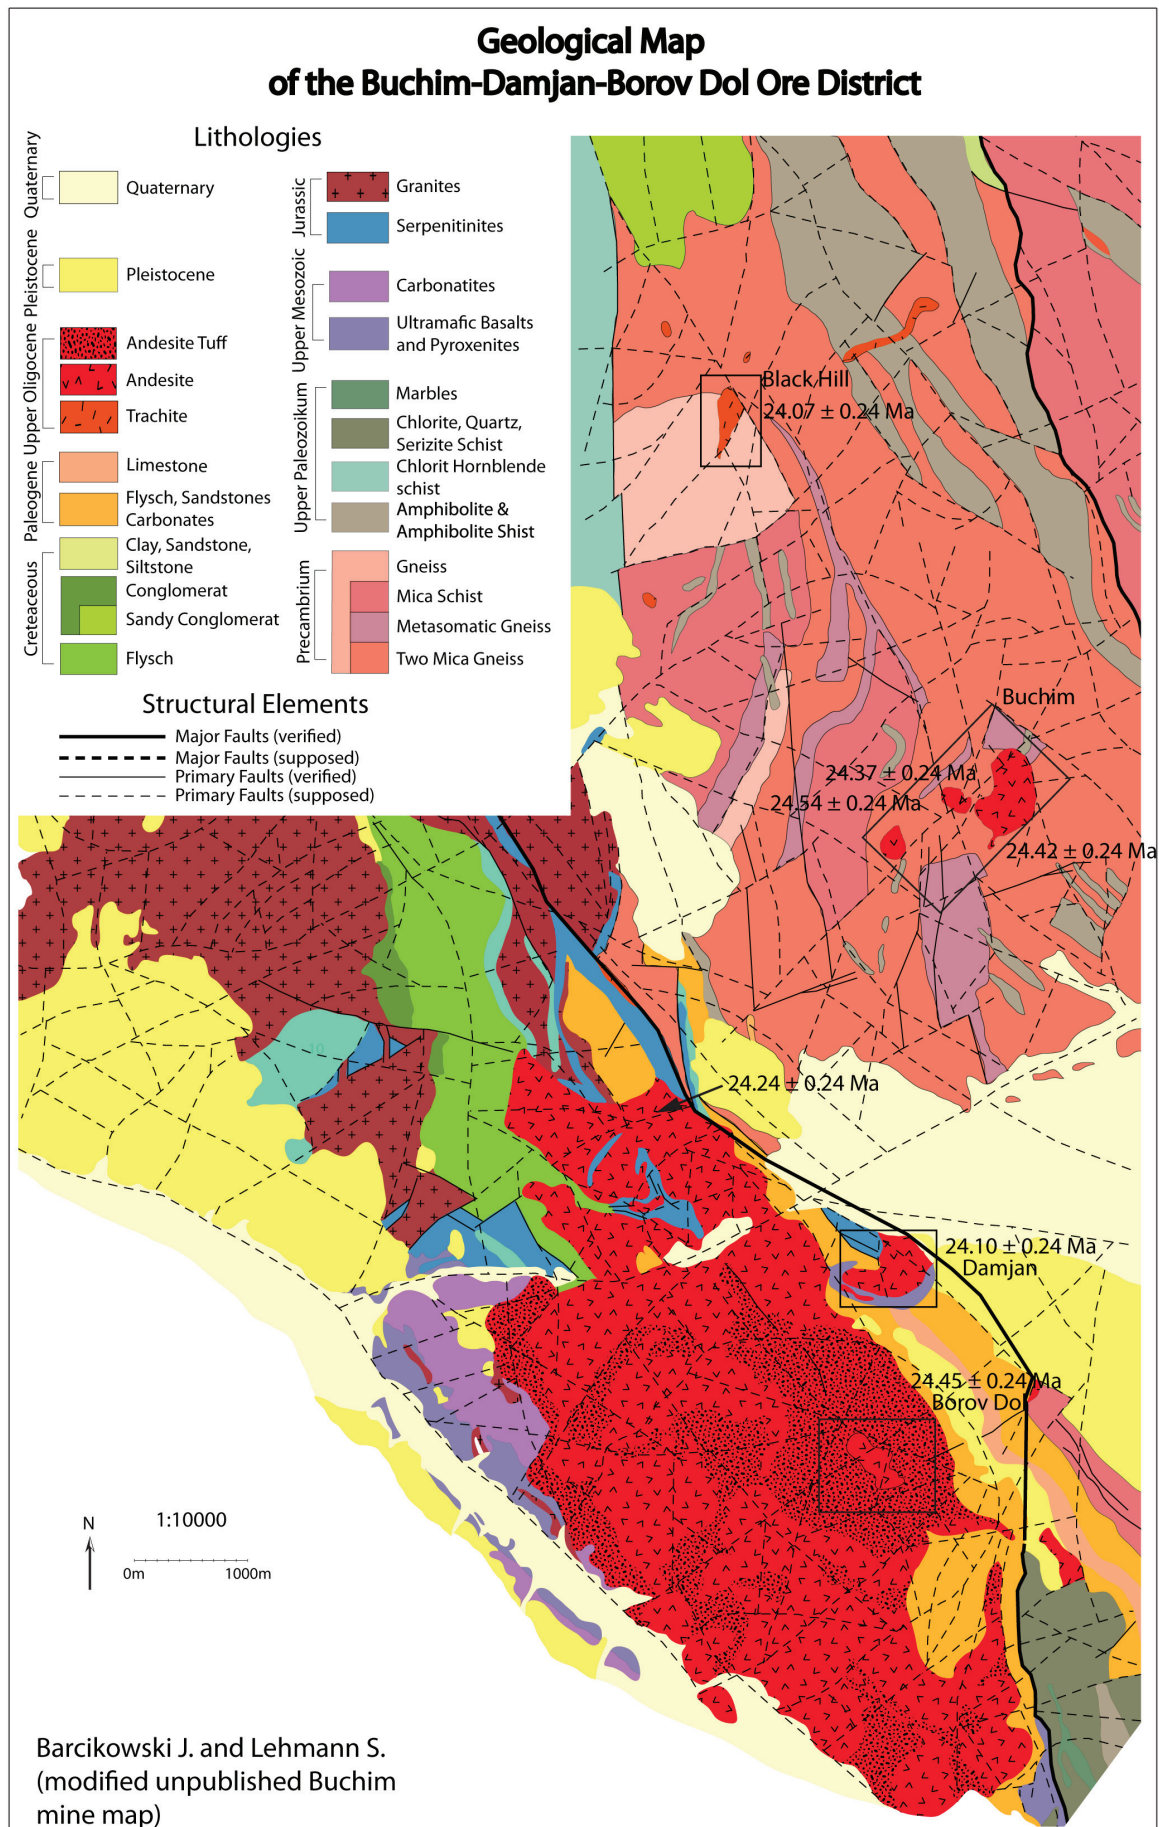 Geological Map
of the Buchim-Damjan-Borov Dol Ore District
Lithologies
Quaternary
Quaternary
Pleistocene
Pleistocene
Upper Oligocene
Andesite Tuff
Andesite
Trachite
Paleogene
Limestone
Flysch, Sandstones
Carbonates
Creteaceous
Clay, Sandstone,
Siltstone
Conglomerat
Sandy Conglomerat
Flysch
Jurassic
Granites
Serpenitinites
Upper Mesozoic
Carbonatites
Ultramafic Basalts
and Pyroxenites
Upper Paleozoikum
Marbles
Chlorite, Quartz,
Serizite Schist
Chlorit Hornblende
schist
Amphibolite &
Amphibolite Shist
Precambrium
Gneiss
Mica Schist
Metasomatic Gneiss
Two Mica Gneiss
Structural Elements
Major Faults (verified)
Major Faults (supposed)
Primary Faults (verified)
Primary Faults (supposed)
Black Hill
24.07 ± 0.24 Ma
Buchim
24.37 ± 0.24 Ma
24.54 ± 0.24 Ma
24.42 ± 0.24 Ma
10
24.24 ± 0.24 Ma
24.10 ± 0.24 Ma
Damjan
24.45 ± 0.24 Ma
Borov Dol
N
1:10000
0m
1000m
Barcikowski J. and Lehmann S.
(modified unpublished Buchim
mine map)